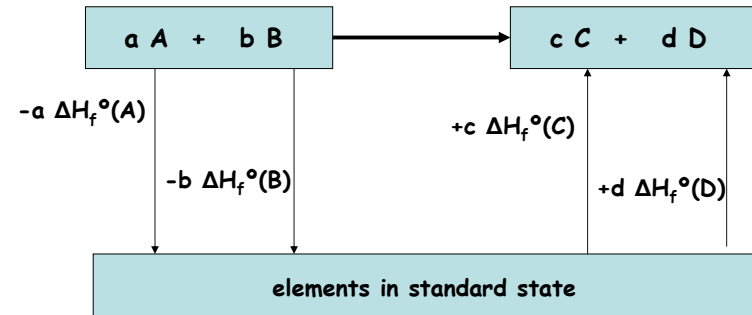 a A + b B
c C + d D
-a ΔHf°(A)
+c ΔHf°(C)
-b ΔHf°(B)
+d ΔHf°(D)
elements in standard state